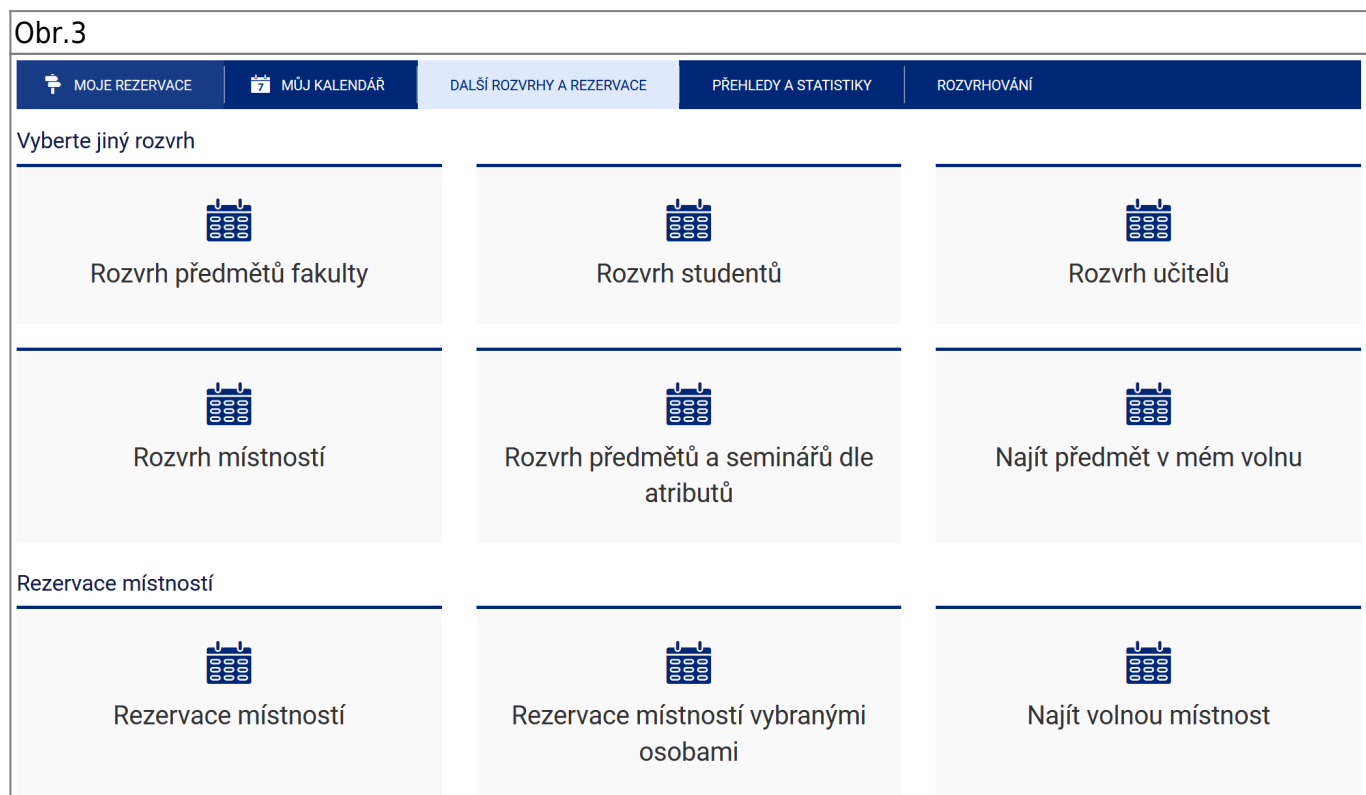 Obr.3
MOJE REZERVACE
7 MŮJ KALENDÁŘ
DALŠÍ ROZVRHY A REZERVACE
PŘEHLEDY A STATISTIKY
ROZVRHOVÁNÍ
Vyberte jiný rozvrh
Rozvrh předmětů fakulty
Rozvrh studentů
Rozvrh učitelů
Rozvrh místností
Rozvrh předmětů a seminářů dle
atributů
Najít předmět v mém volnu
Rezervace místností
Rezervace místností
Rezervace místností vybranými
osobami
Najít volnou místnost